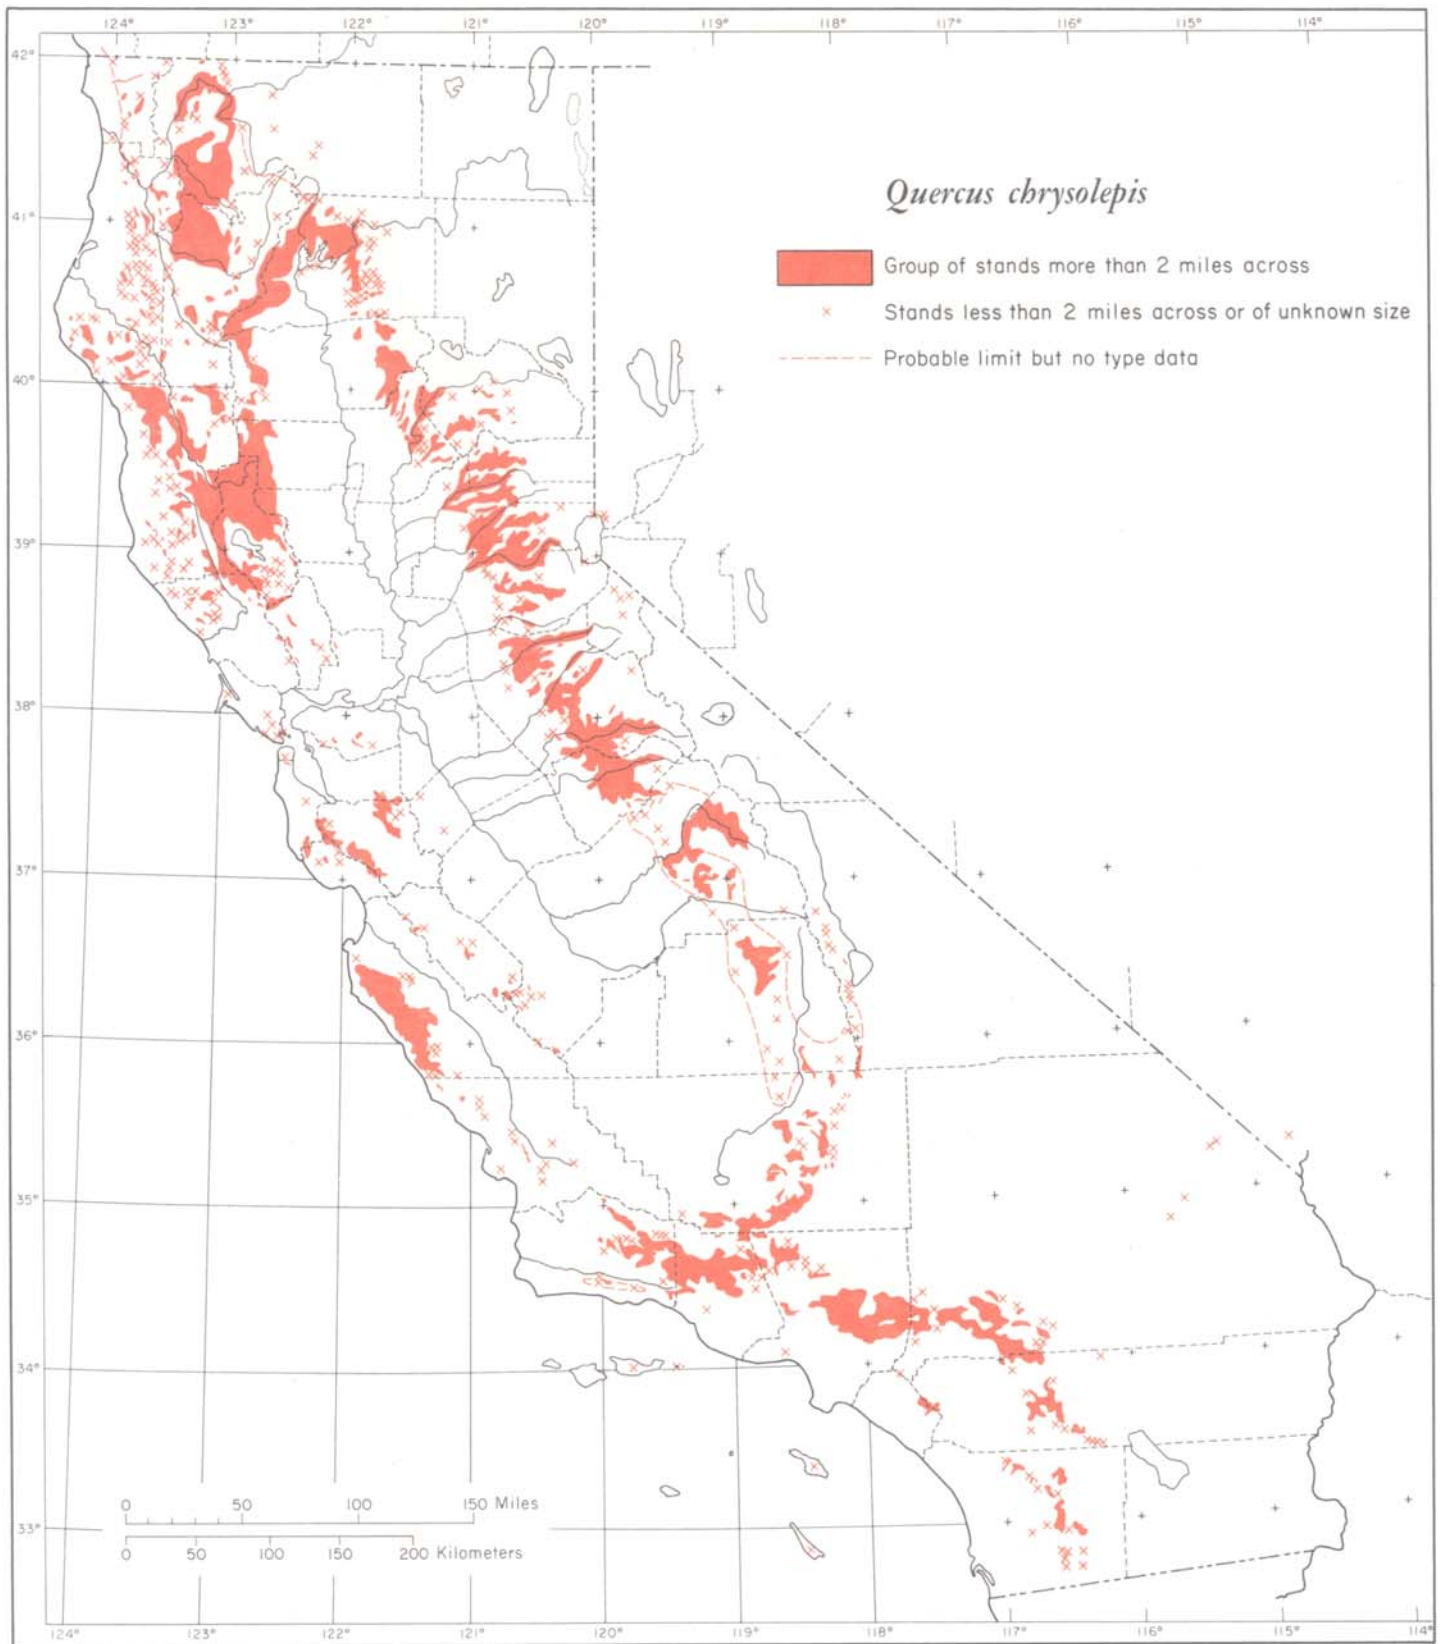 124° 123° 122° 121° 120° 119° 118° 117° 116° 115° 114°
42°
41°
40°
39°
38°
37°
36°
35°
34°
33°
Quercus chrysolepis
Group of stands more than 2 miles across
Stands less than 2 miles across or of unknown size
Probable limit but no type data
0 50 100 150 Miles
0 50 100 150 200 Kilometers
124° 123° 122° 121° 120° 119° 118° 117° 116° 115° 114°